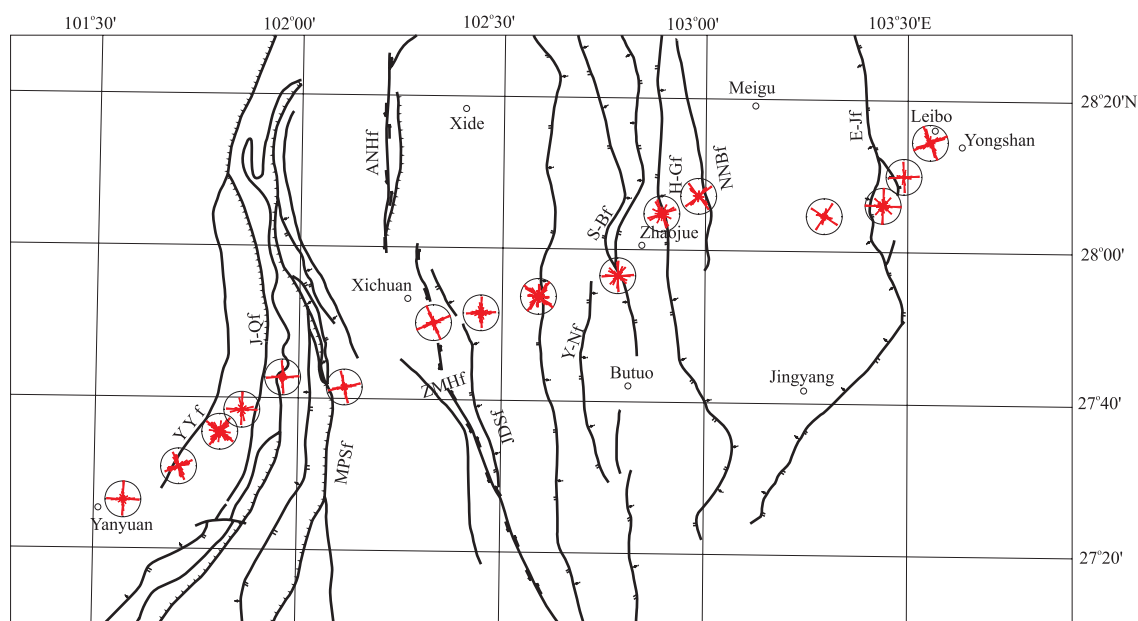 101°30'
102°00'
102°30'
103°00'
103°30'E
Meigu
28°20'N
Leibo
Xide
E-Jf
Yongshan
ANHf
H-Gf
NNBf
S-Bf
Zhaojue
28°00'
Xichuan
J-Qf
Y-Nf
Butuo
Jingyang
ZMHf
27°40'
YYf
JDSf
MPSf
Yanyuan
27°20'